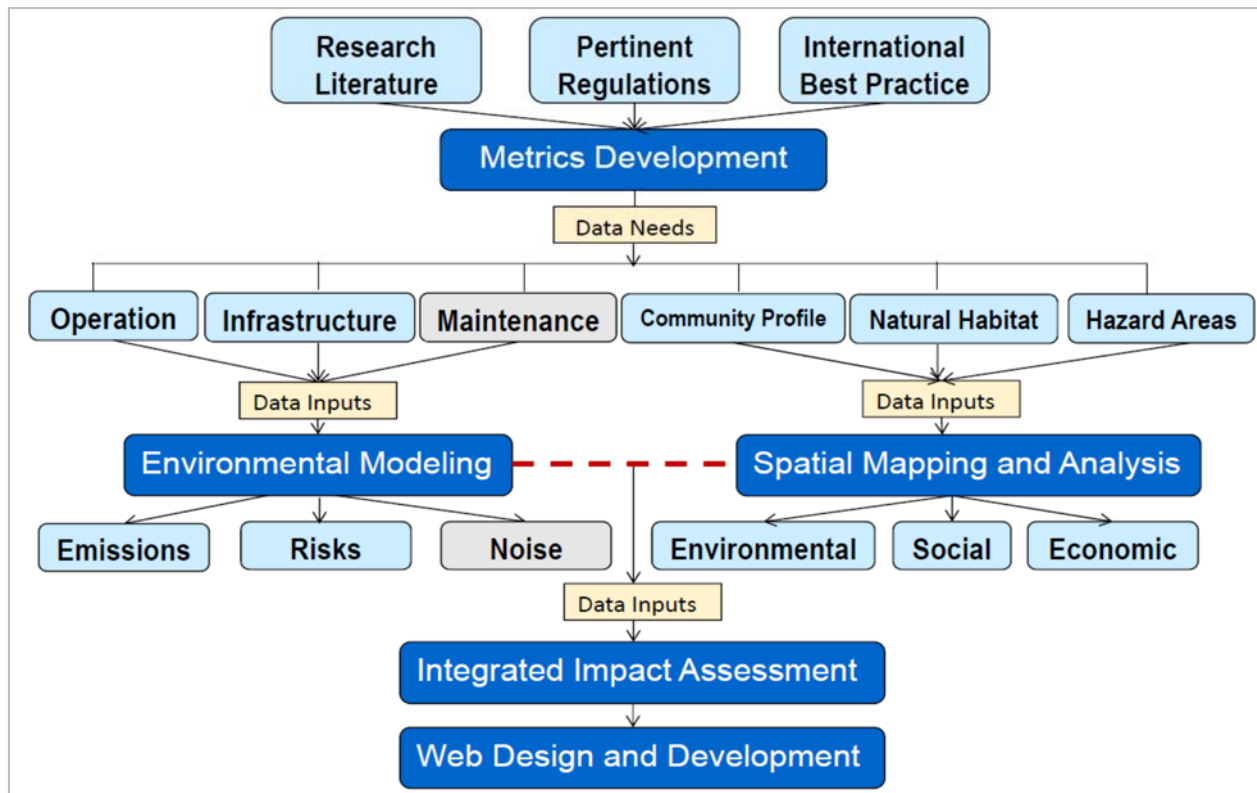 Research
Literature
Pertinent
Regulations
International
Best Practice
Metrics Development
Data Needs
Operation
Infrastructure
Maintenance
Community Profile
Natural Habitat
Hazard Areas
Data Inputs
Data Inputs
Environmental Modeling
Spatial Mapping and Analysis
Emissions
Risks
Noise
Environmental
Social
Economic
Data Inputs
Integrated Impact Assessment
Web Design and Development